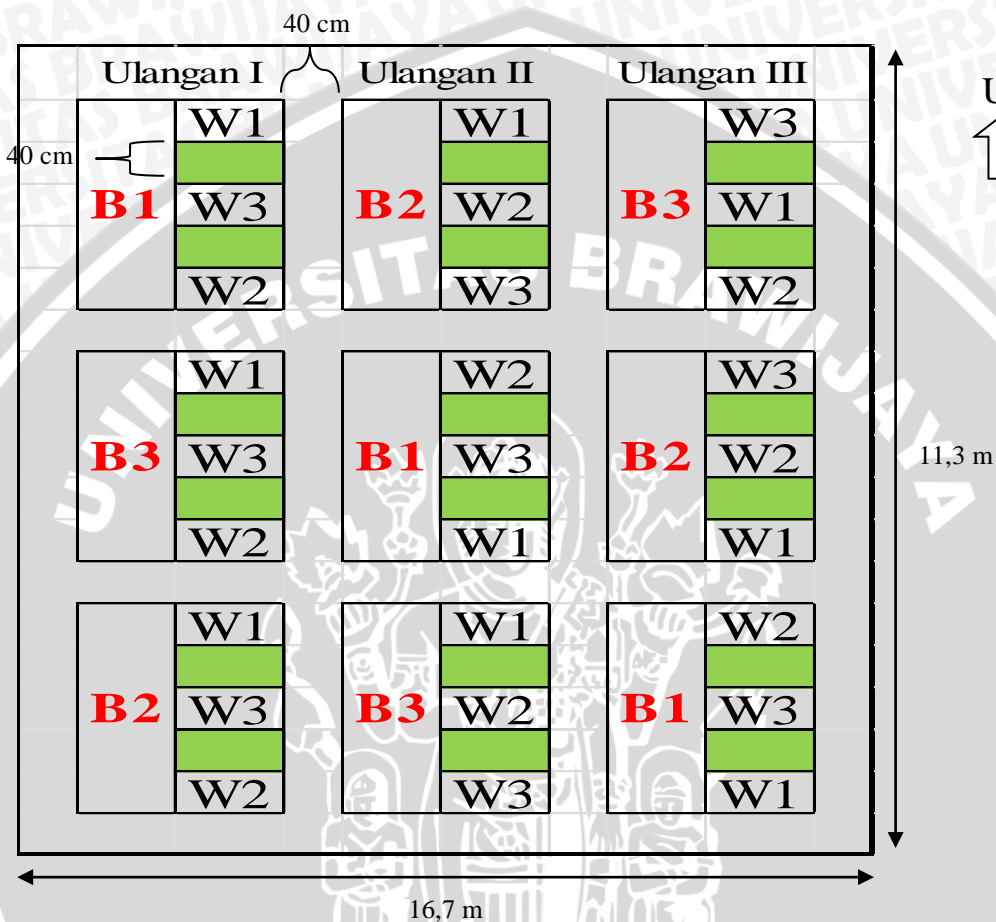 40 cm
Ulangan I Ulangan II Ulangan III
U
W1 W1 W3
40 cm
B1 W3 B2 W2 B3 W1
W2 W3 W2
W1 W2 W3
B3 W3 B1 W3 B2 W2
11,3 m
W2 W1 W1
W1 W1 W2
B2 W3 B3 W2 B1 W3
W2 W3 W1
16,7 m
UNIVERSITAS BRAWIJAYA